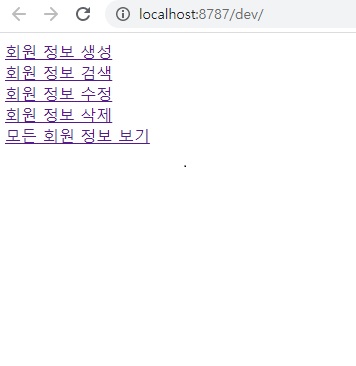 localhost:8787/dev/
회원 정보 생성
회원 정보 검색
회원 정보 수정
회원 정보 삭제
모든 회원 정보 보기
.